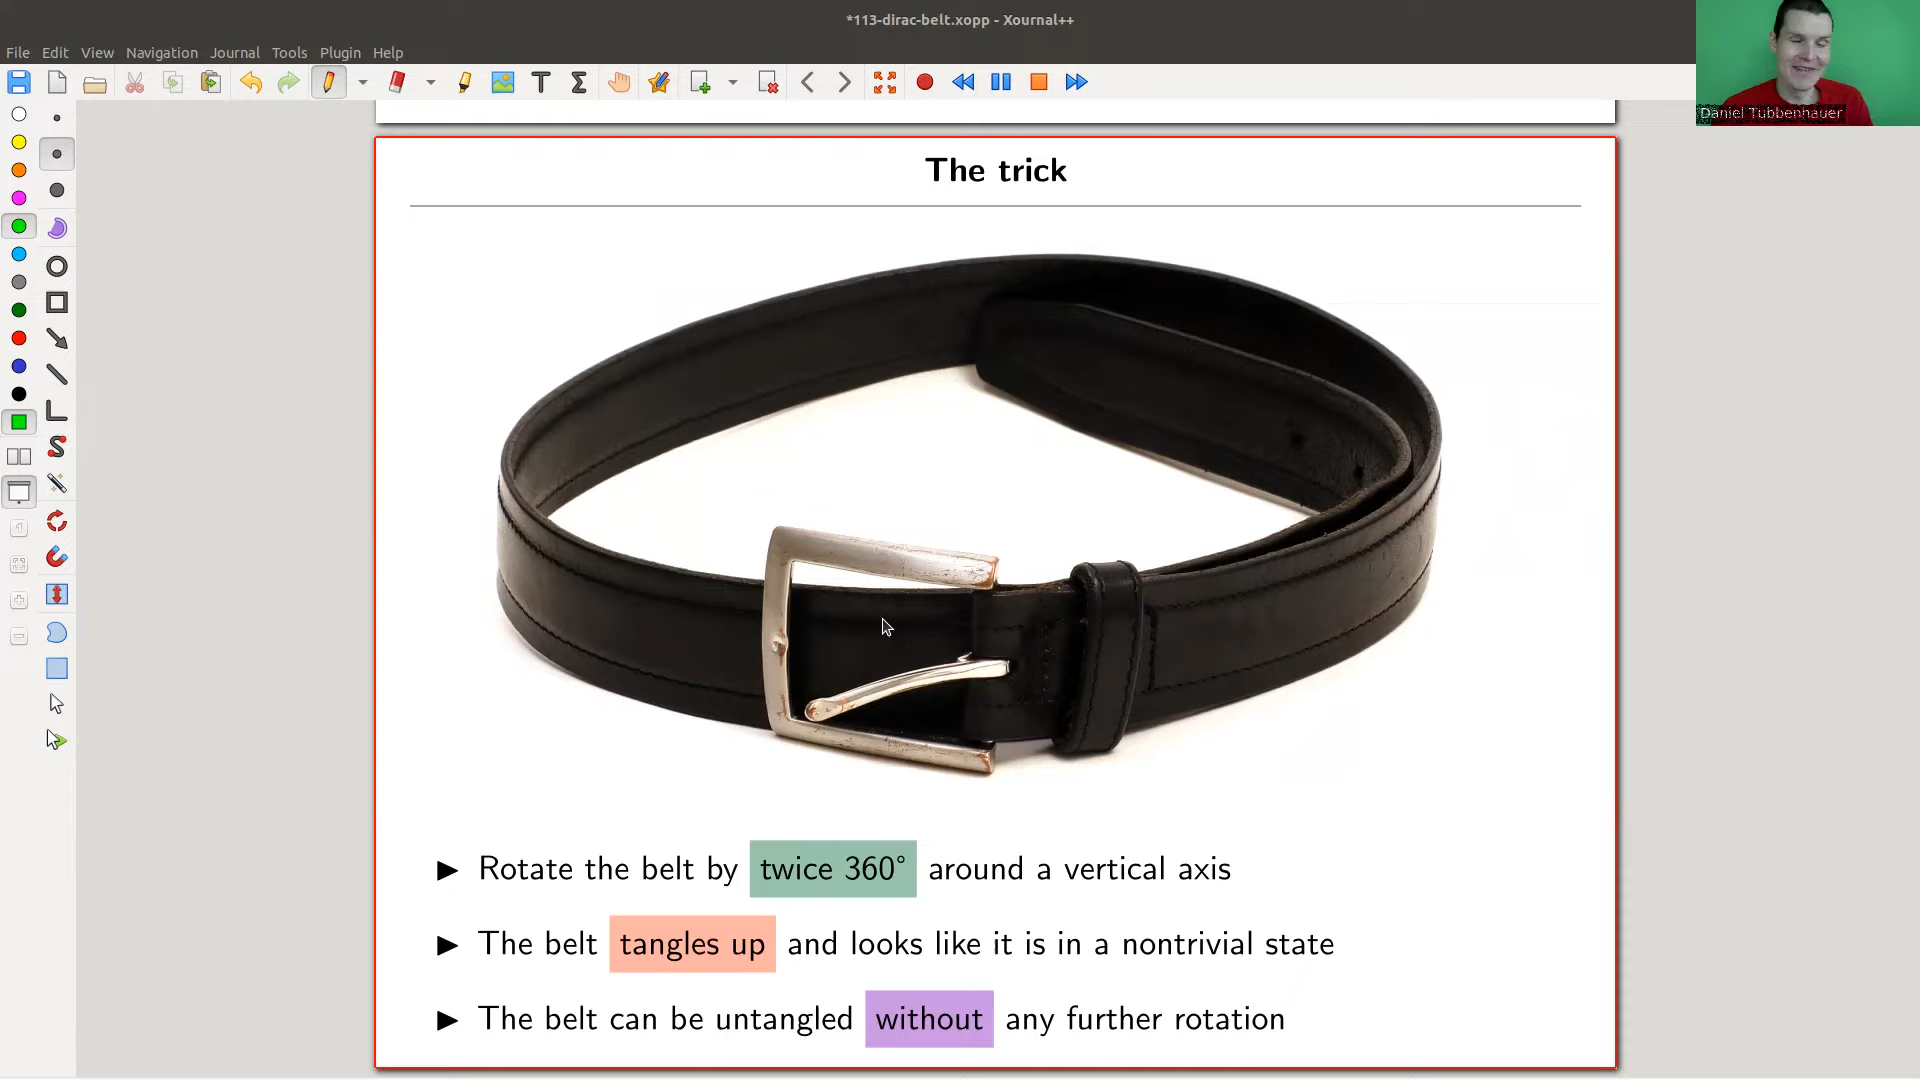 *113-dirac-belt.xopp - Xournal++
File Edit View Navigation Journal Tools Plugin Help
Daniel Tubbenhauer
The trick
► Rotate the belt by twice 360° around a vertical axis
► The belt tangles up and looks like it is in a nontrivial state
► The belt can be untangled without any further rotation